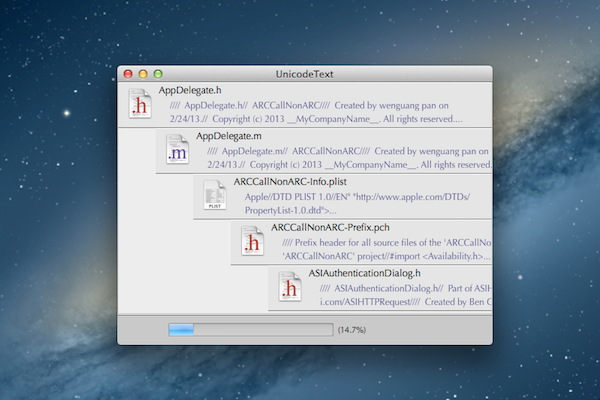 UnicodeText
AppDelegate.h
//// AppDelegate.h// ARCCallNonARC//// Created by wenguang pan on
2/24/13.// Copyright (c) 2013 __MyCompanyName__. All rights reserved....
AppDelegate.m
//// AppDelegate.m// ARCCallNonARC//// Created by wenguang pan on
2/24/13.// Copyright (c) 2013 __MyCompanyName__. All rights reserved....
ARCCallNonARC-Info.plist
Apple//DTD PLIST 1.0//EN" "http://www.apple.com/DTDs/
PropertyList-1.0.dtd">...
ARCCallNonARC-Prefix.pch
//// Prefix header for all source files of the 'ARCCallNo
'ARCCallNonARC' project//#import <Availability.h>...
ASIAuthenticationDialog.h
//// ASIAuthenticationDialog.h// Part of ASIH
i.com/ASIHTTPRequest//// Created by Ben C
.h
.m
PLIST
.h
.h
(14.7%)